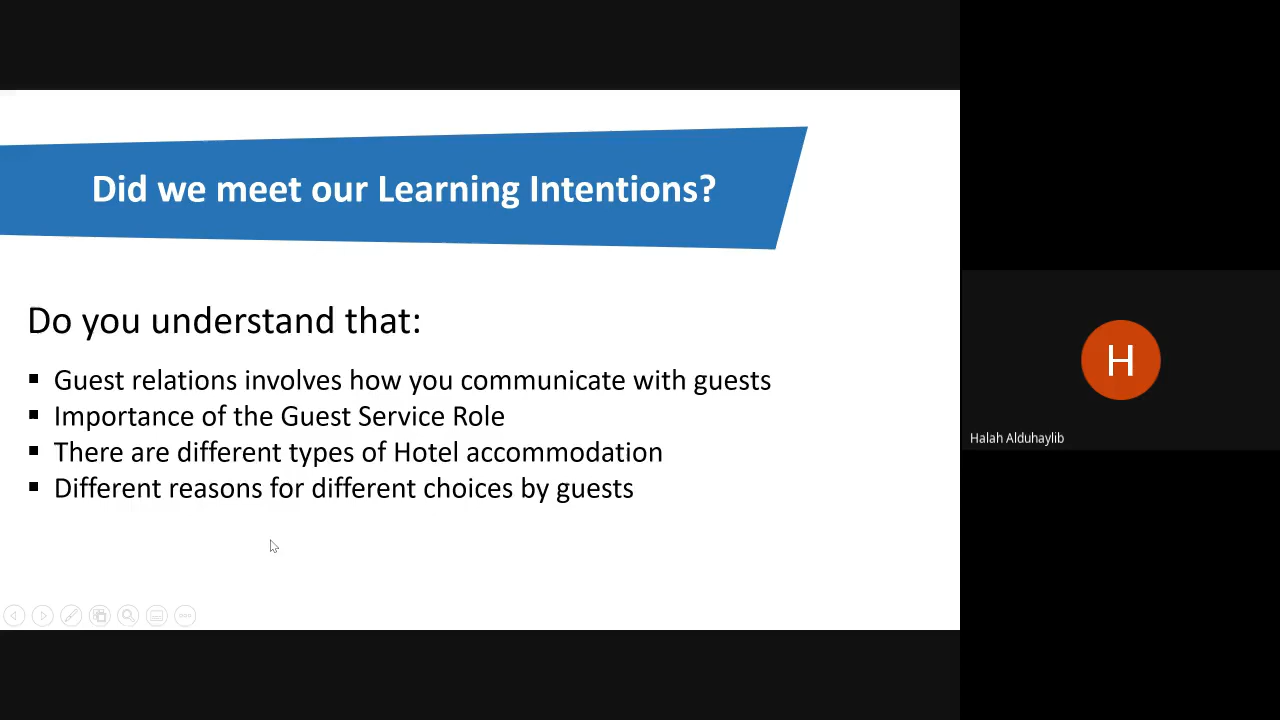 Did we meet our Learning Intentions?
Do you understand that:
▪ Guest relations involves how you communicate with guests
▪ Importance of the Guest Service Role
▪ There are different types of Hotel accommodation
▪ Different reasons for different choices by guests
H
Halah Alduhaylib